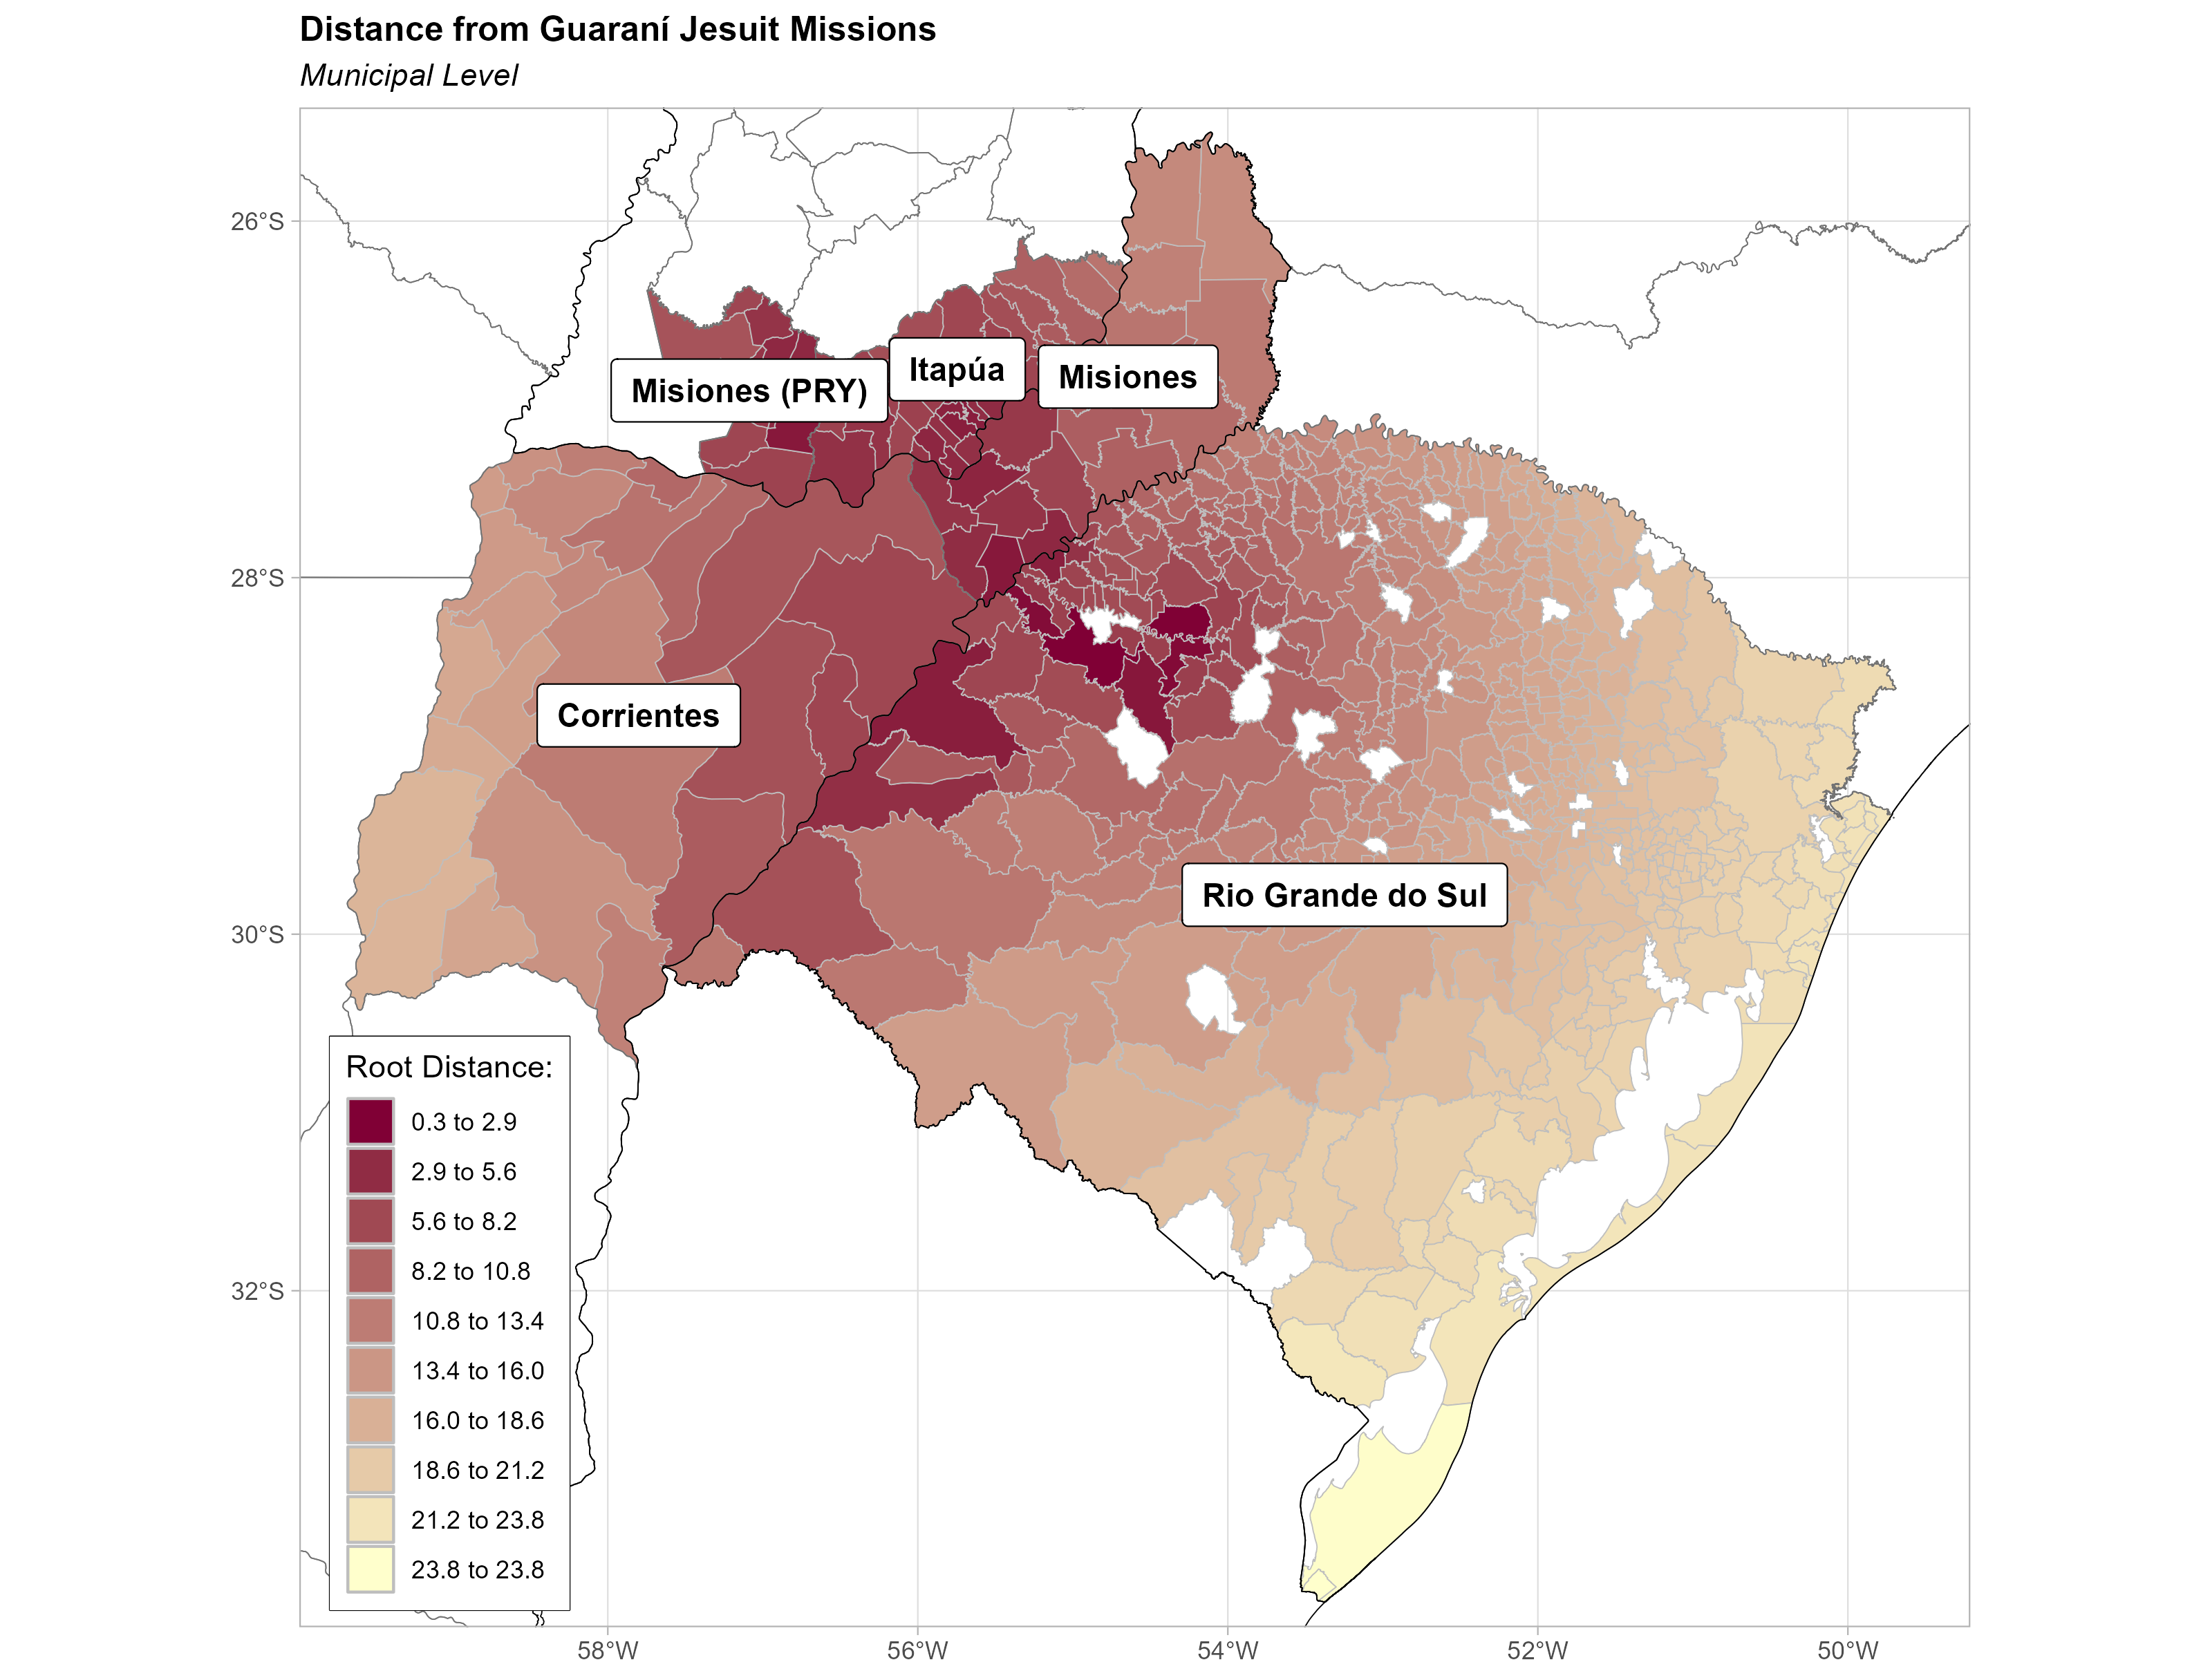 Distance from Guaraní Jesuit Missions
Municipal Level
26°S
28°S
30°S
32°S
Misiones (PRY)
Itapúa
Misiones
Corrientes
Rio Grande do Sul
Root Distance:
0.3 to 2.9
2.9 to 5.6
5.6 to 8.2
8.2 to 10.8
10.8 to 13.4
13.4 to 16.0
16.0 to 18.6
18.6 to 21.2
21.2 to 23.8
23.8 to 23.8
58°W
56°W
54°W
52°W
50°W